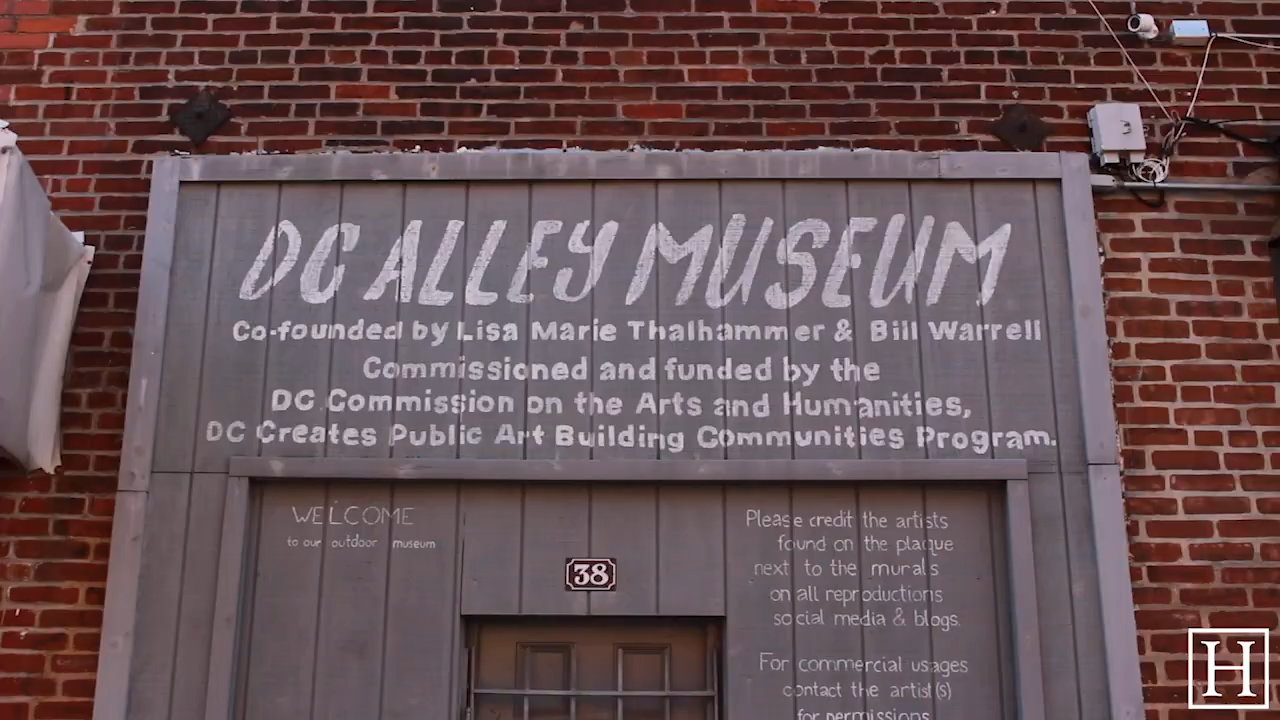 DC ALLEY MUSEUM
Co-founded by Lisa Marie Thalhammer & Bill Warrell
Commissioned and funded by the
DC Commission on the Arts and Humanities,
DC Creates Public Art Building Communities Program.
WELCOME
to our outdoor museum
38
Please credit the artists
found on the plaque
next to the murals
on all reproductions
social media & blogs.
For commercial usages
contact the artist(s)
for permissions
H